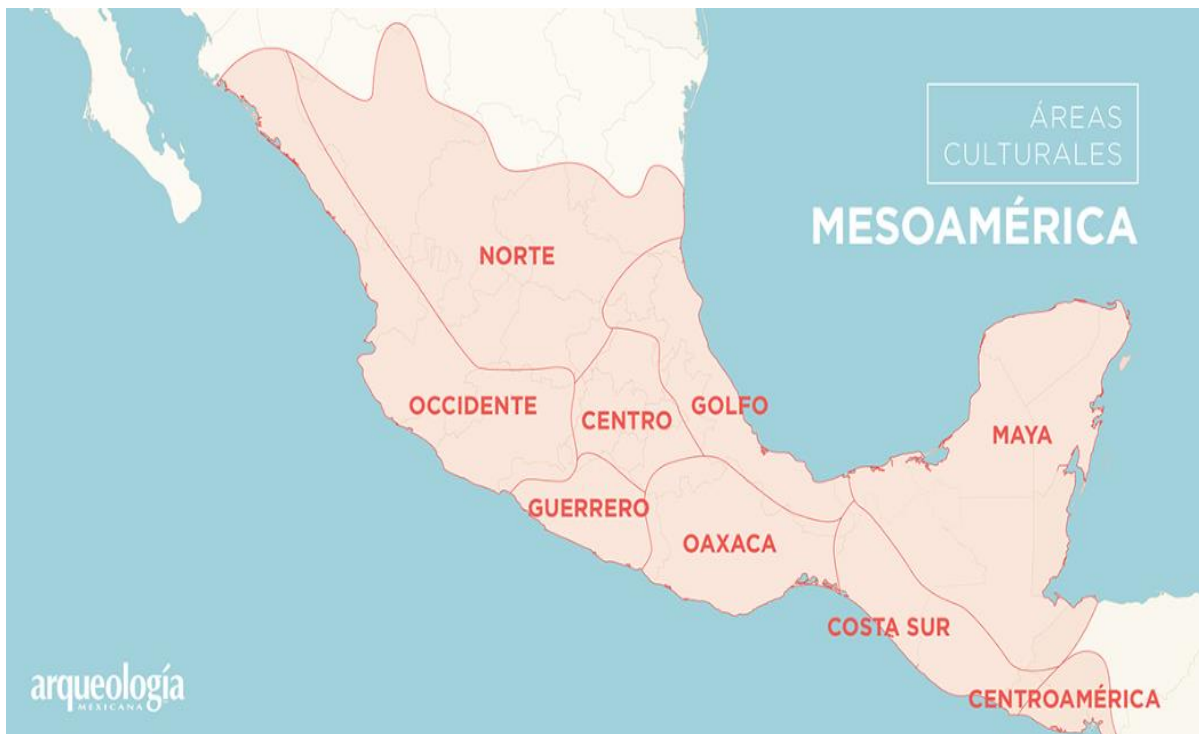 ÁREAS
CULTURALES
MESOAMÉRICA
NORTE
OCCIDENTE
CENTRO
GOLFO
MAYA
GUERRERO
OAXACA
COSTA SUR
CENTROAMÉRICA
arqueología
MEXICANA